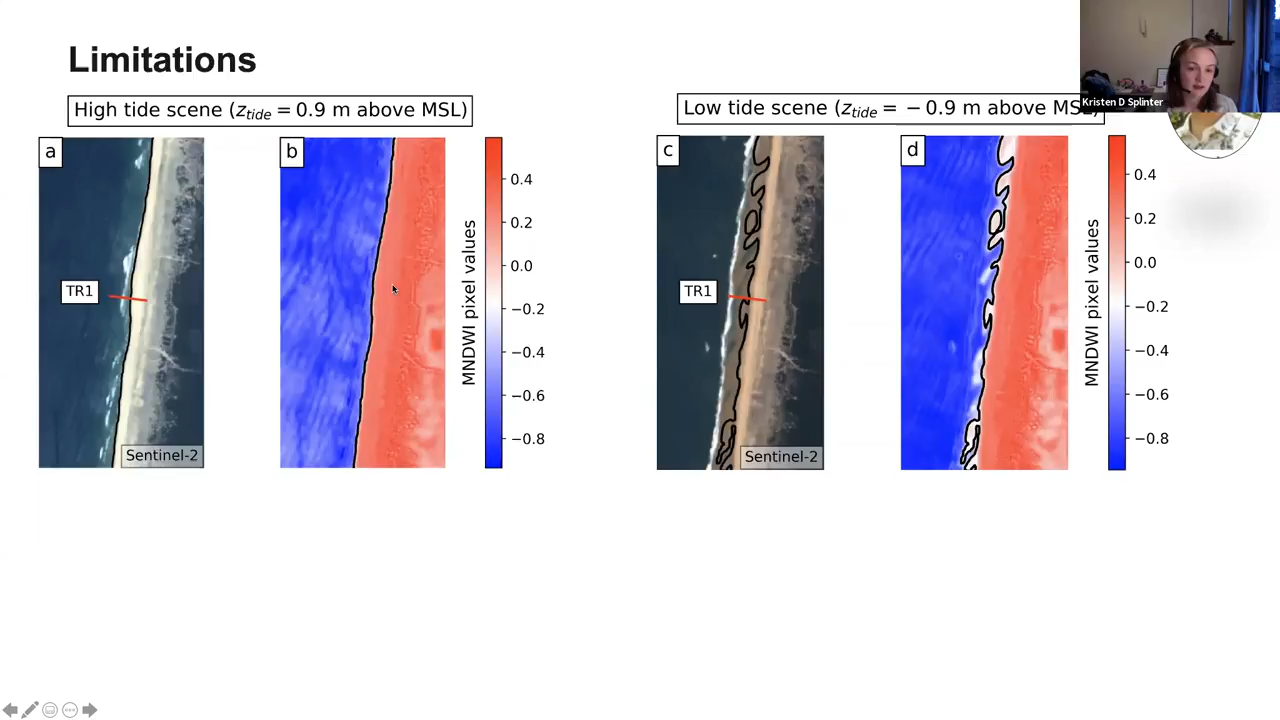 Limitations
High tide scene (z_tide = 0.9 m above MSL)
Low tide scene (z_tide = −0.9 m above MSL)
Kristen D Splinter
a
b
c
d
TR1
TR1
Sentinel-2
Sentinel-2
0.4
0.2
0.0
−0.2
−0.4
−0.6
−0.8
MNDWI pixel values
0.4
0.2
0.0
−0.2
−0.4
−0.6
−0.8
MNDWI pixel values